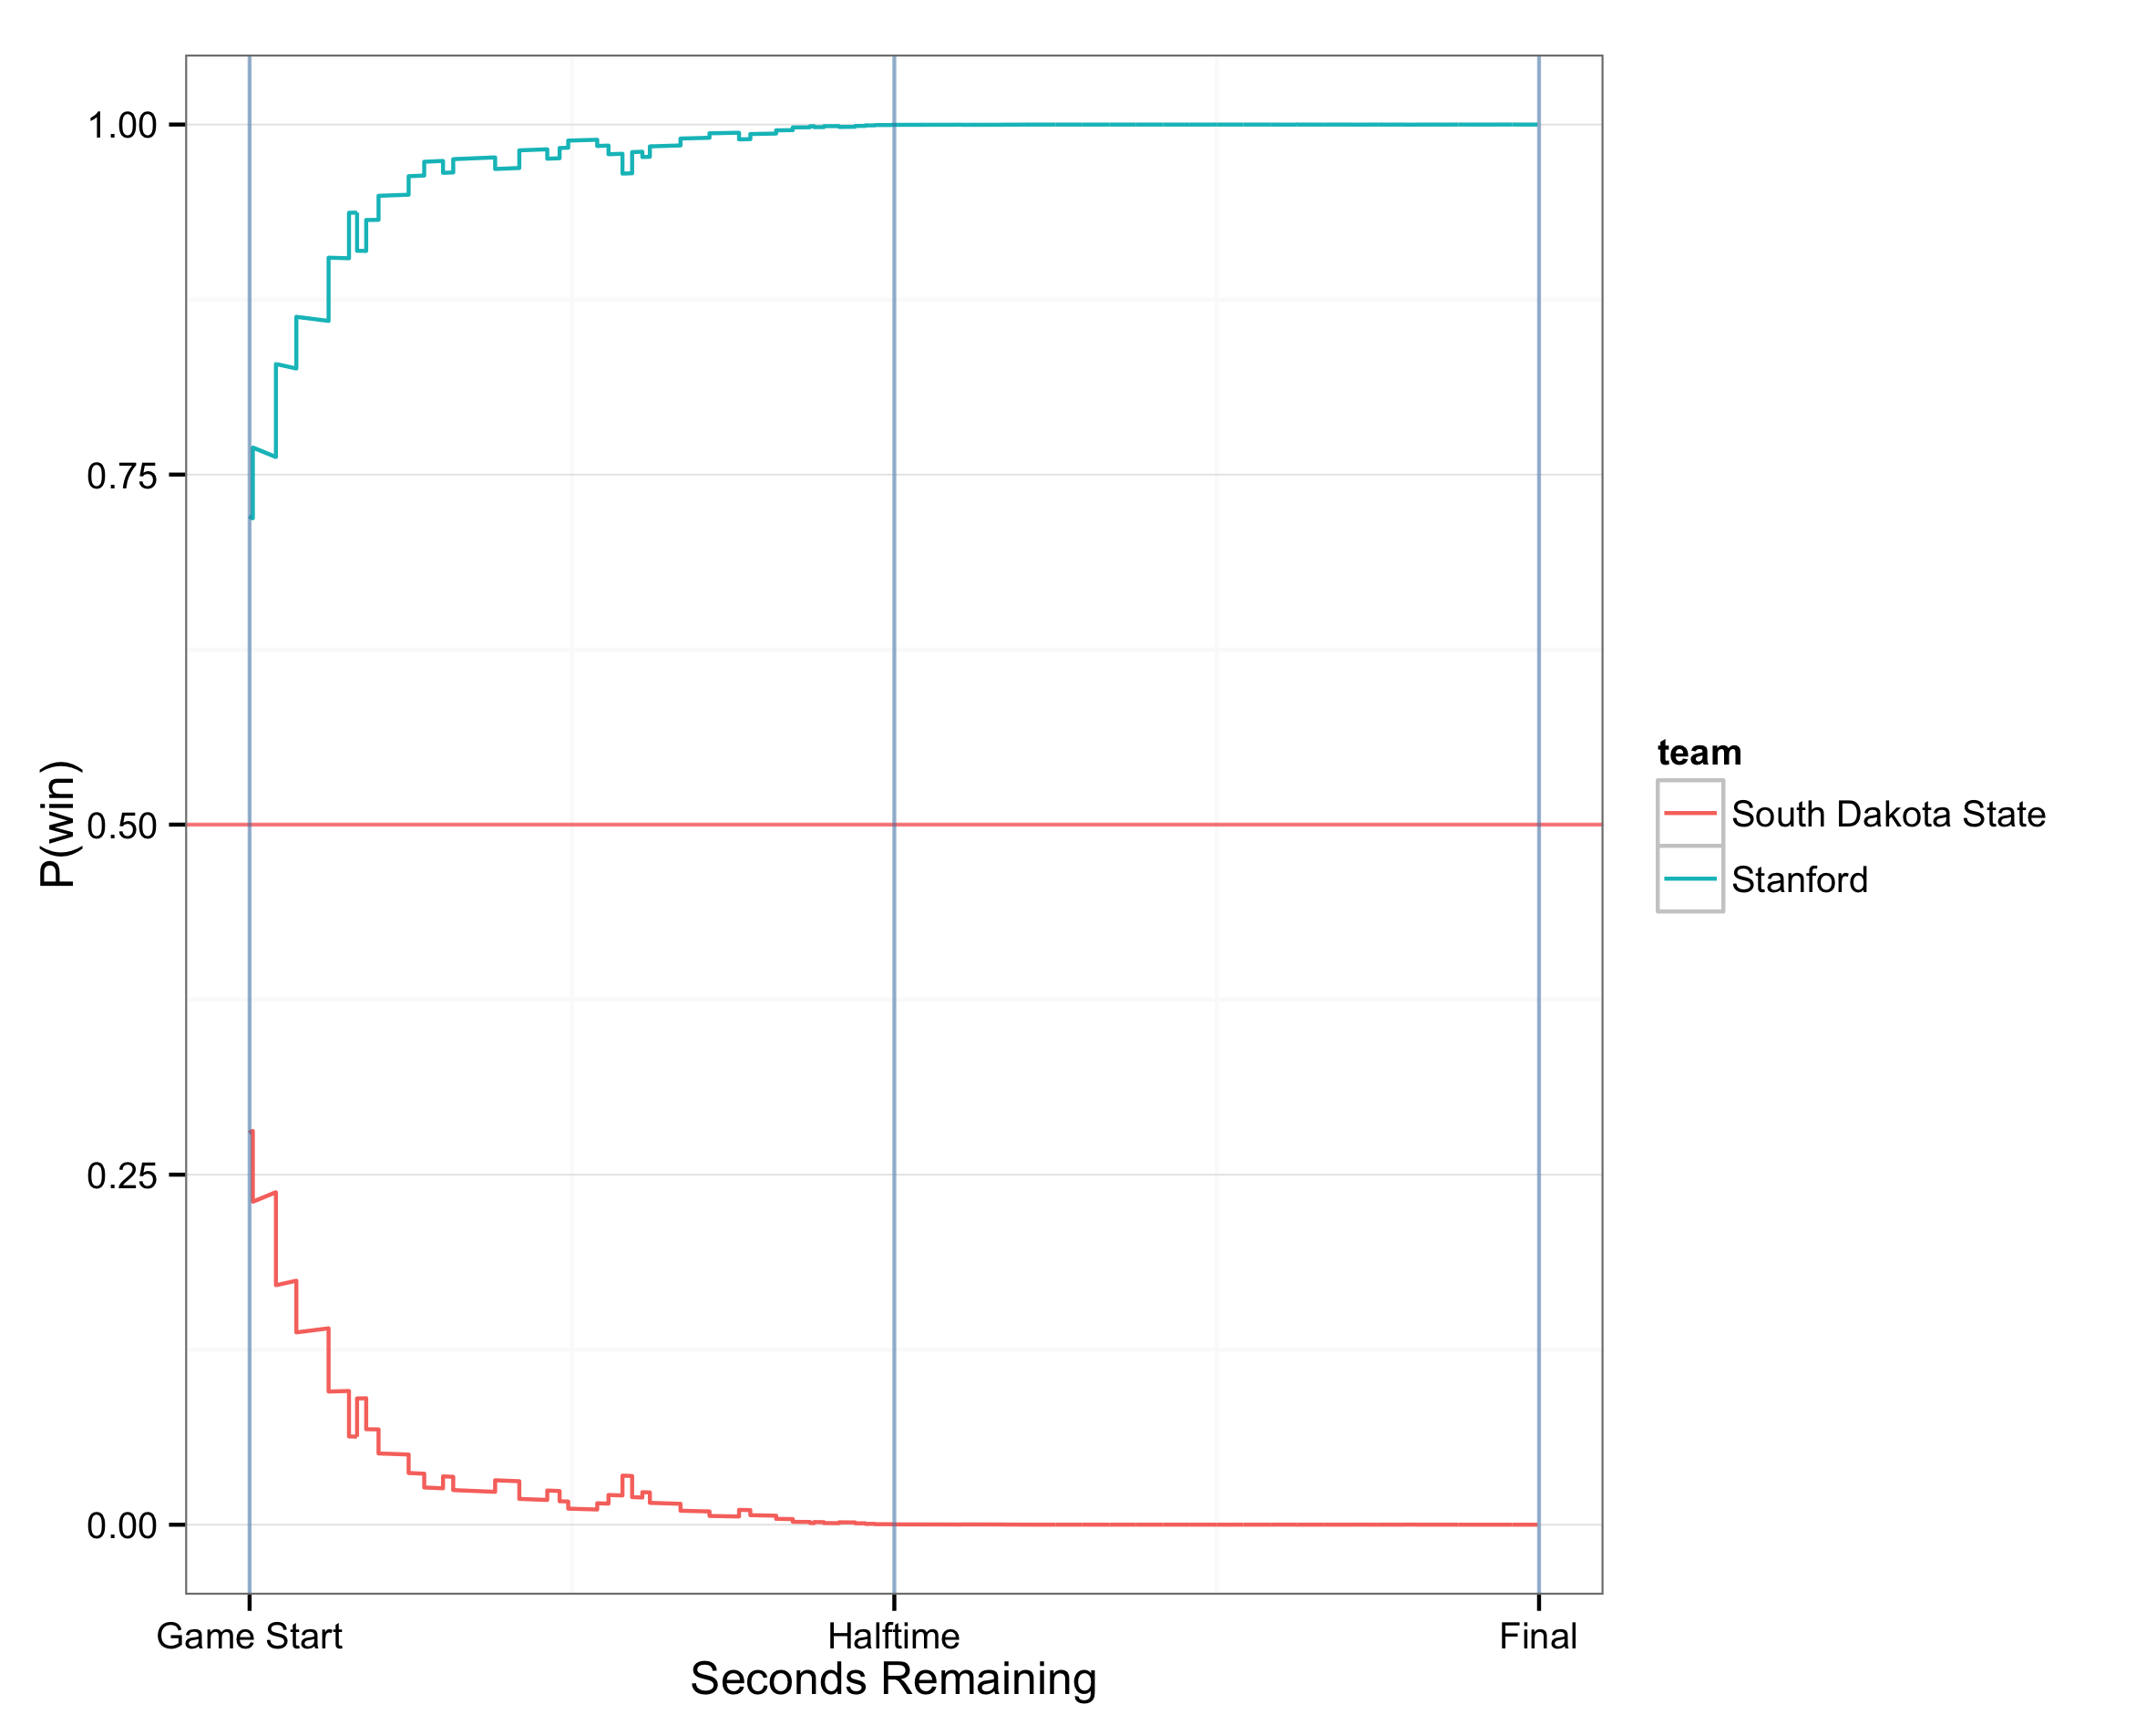 1.00
0.75
0.50
0.25
0.00
P(win)
Game Start
Halftime
Final
Seconds Remaining
team
South Dakota State
Stanford